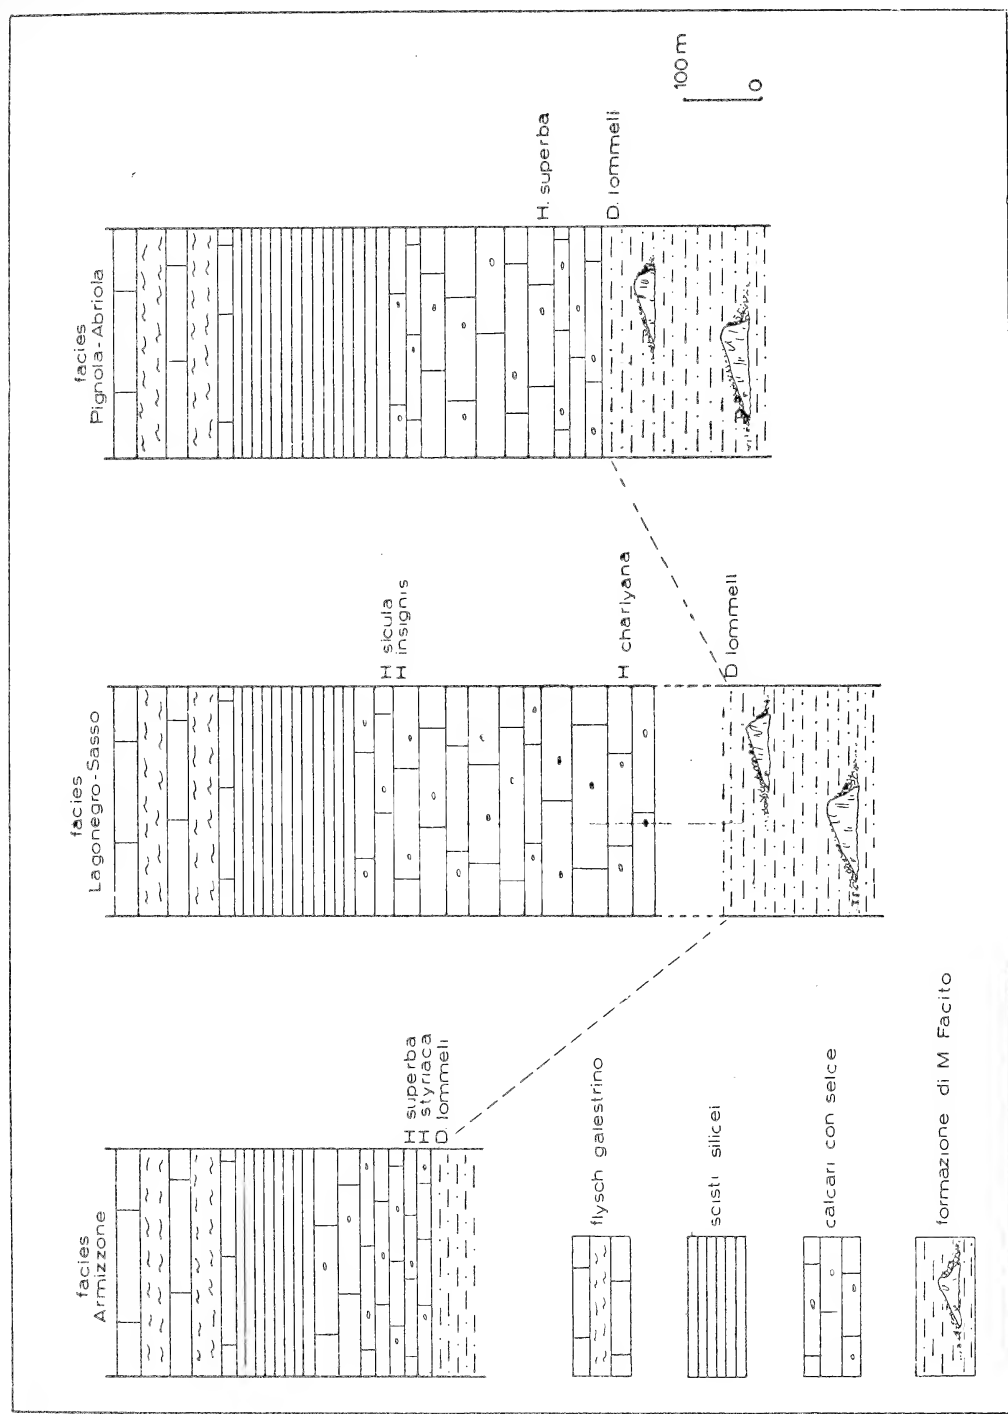 facies
Armizzone
H superba
H styriaca
D. lommeli
facies
Lagonegro-Sasso
H sicula
H insignis
H charlyana
D lommeli
facies
Pignola-Abriola
H. superba
D. lommeli
100 m
0
flysch galestrino
scisti silicei
calcari con selce
formazione di M Facito